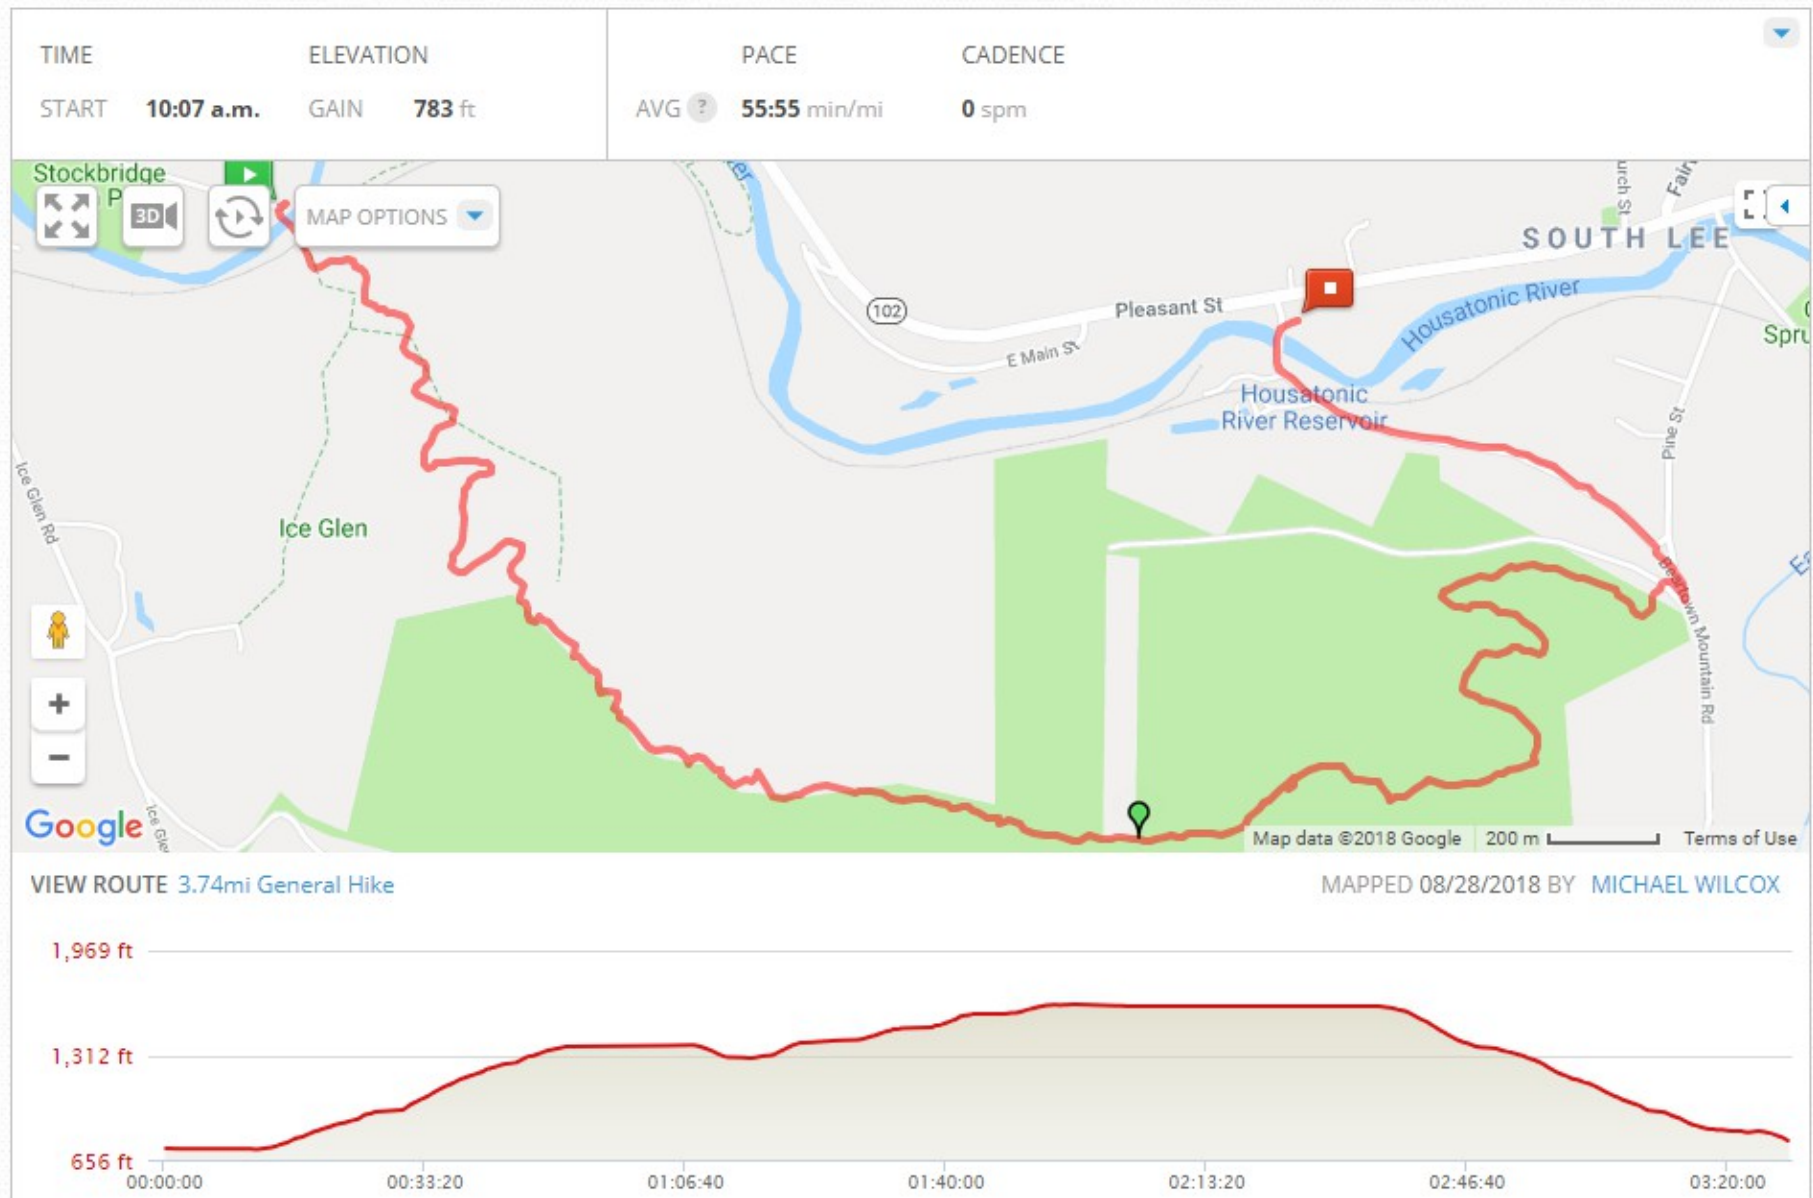 TIME ELEVATION PACE CADENCE
START 10:07 a.m. GAIN 783 ft AVG ? 55:55 min/mi 0 spm
Stockbridge
P
3D
MAP OPTIONS
urch St
SOUTH LEE
102
Pleasant St
Housatonic River
E Main St
Housatonic
River Reservoir
Pine St
Ice Glen Rd
Ice Glen
Beartown Mountain Rd
+
−
Google
Map data ©2018 Google 200 m Terms of Use
VIEW ROUTE 3.74mi General Hike MAPPED 08/28/2018 BY MICHAEL WILCOX
1,969 ft
1,312 ft
656 ft
00:00:00 00:33:20 01:06:40 01:40:00 02:13:20 02:46:40 03:20:00